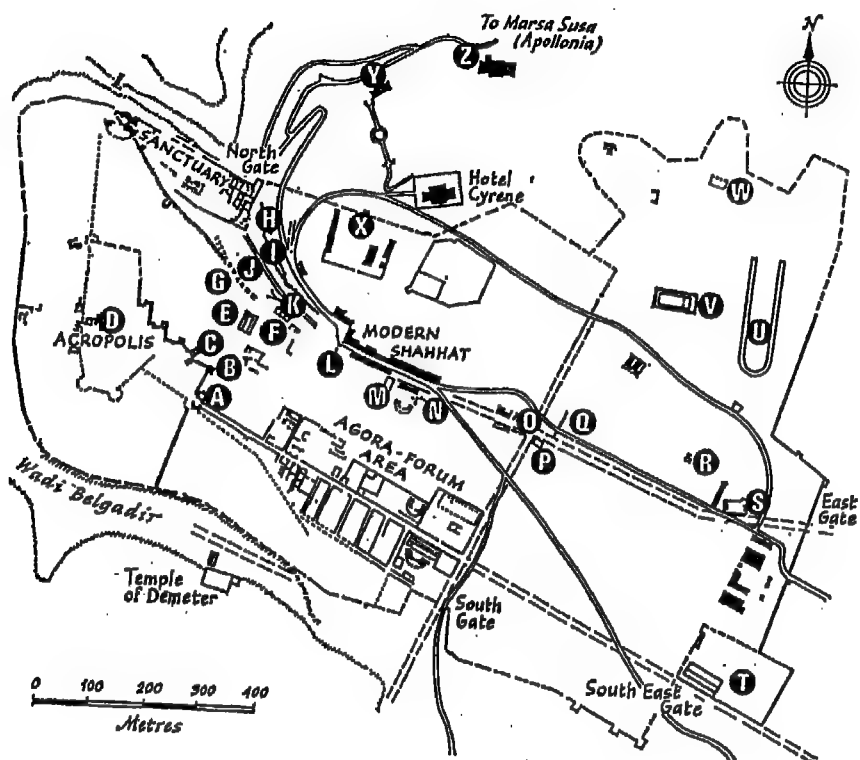 To Marsa Susa
(Apollonia)
N
Z
Y
SANCTUARY
North
Gate
Hotel
Cyrene
W
H
X
I
J
G
K
V
U
E
F
D
ACROPOLIS
C
B
A
L
MODERN
SHAHHAT
M
N
O
Q
P
AGORA-FORUM
AREA
R
S
East
Gate
Wadi Belgadir
Temple
of Demeter
South
Gate
T
South East
Gate
0 100 200 300 400
Metres